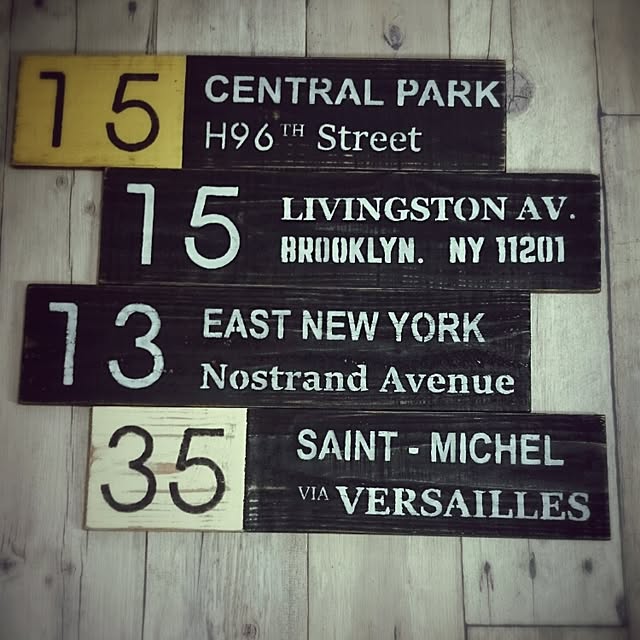 15 CENTRAL PARK
H96TH Street
15 LIVINGSTON AV.
BROOKLYN. NY 11201
13 EAST NEW YORK
Nostrand Avenue
35 SAINT - MICHEL
VIA VERSAILLES